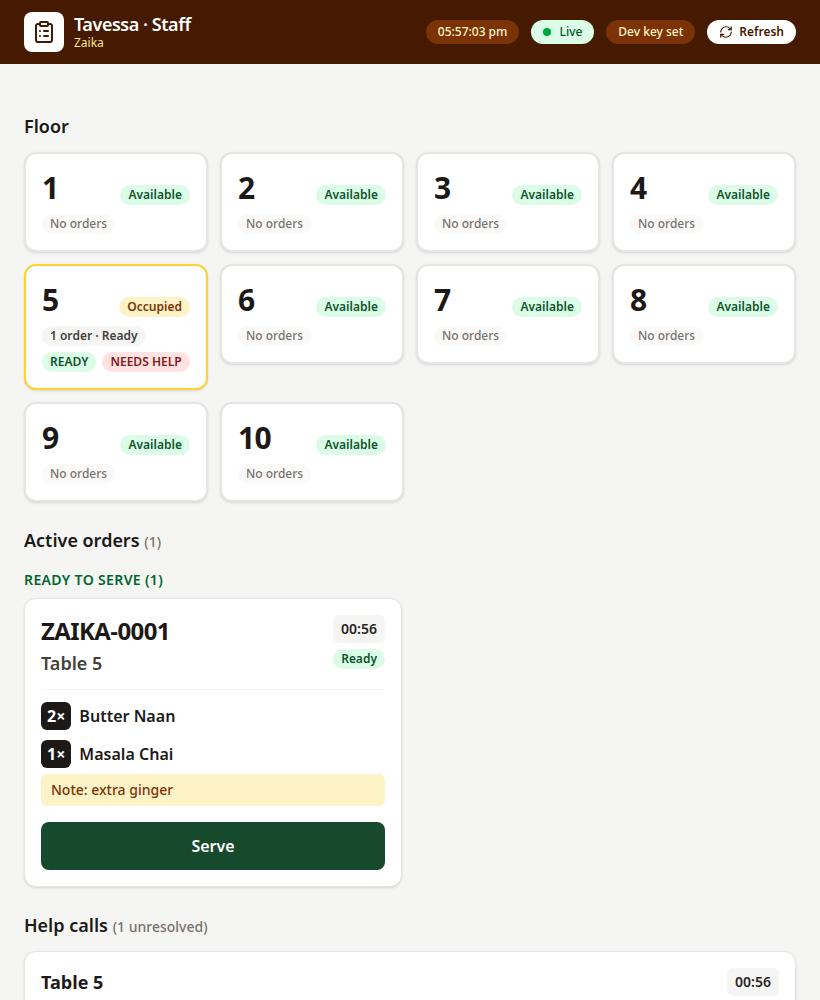 Tavessa · Staff
Zaika
05:57:03 pm
Live
Dev key set
Refresh
Floor
1 Available
No orders
2 Available
No orders
3 Available
No orders
4 Available
No orders
5 Occupied
1 order · Ready
READY NEEDS HELP
6 Available
No orders
7 Available
No orders
8 Available
No orders
9 Available
No orders
10 Available
No orders
Active orders (1)
READY TO SERVE (1)
ZAIKA-0001 00:56
Table 5 Ready
2× Butter Naan
1× Masala Chai
Note: extra ginger
Serve
Help calls (1 unresolved)
Table 5 00:56